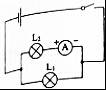 L₂ + A −
L₁